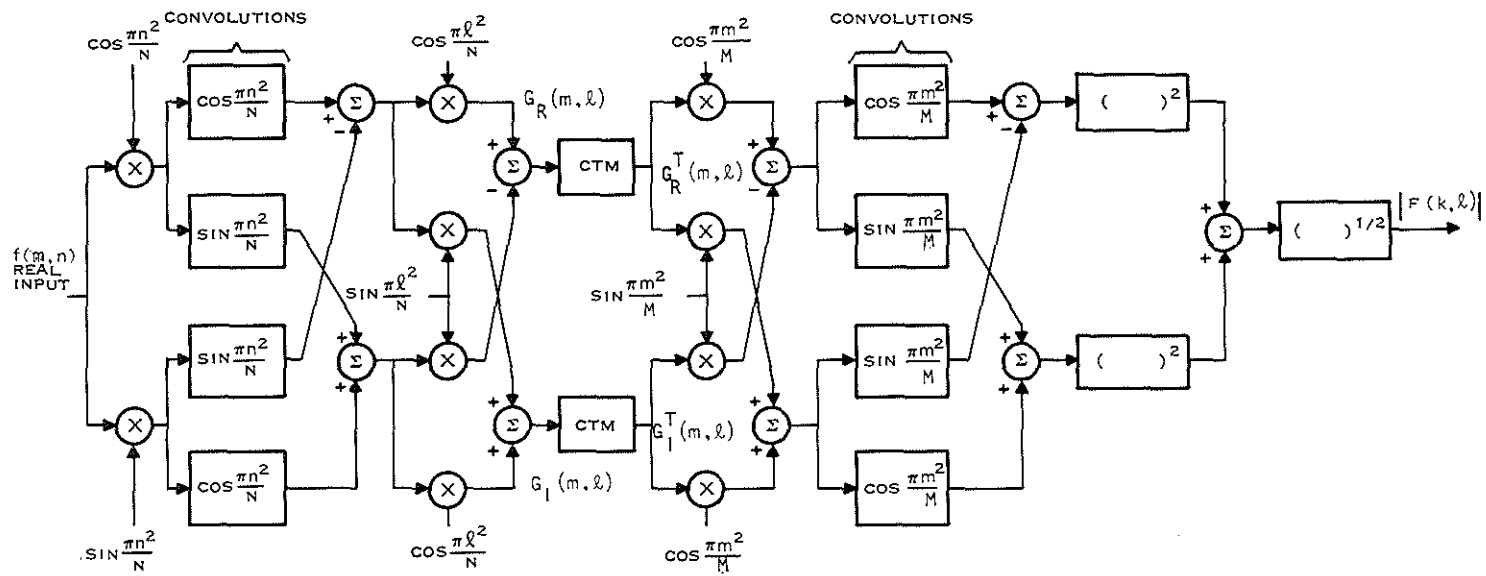 CONVOLUTIONS
CONVOLUTIONS
COS πn²/N
COS πℓ²/N
COS πm²/M
COS πn²/N
Σ
+
-
X
G_R(m,ℓ)
X
COS πm²/M
Σ
+
-
( )²
X
+
Σ
-
CTM
G_R^T(m,ℓ)
+
Σ
-
SIN πn²/N
X
X
SIN πm²/M
+
Σ
+
( )^1/2
|F(k,ℓ)|
f(m,n)
REAL
INPUT
SIN πℓ²/N
SIN πm²/M
SIN πn²/N
+
Σ
+
X
X
SIN πm²/M
+
Σ
+
( )²
X
+
Σ
+
CTM
G_I^T(m,ℓ)
+
Σ
+
COS πn²/N
X
G_I(m,ℓ)
X
COS πm²/M
.SIN πn²/N
COS πℓ²/N
COS πm²/M